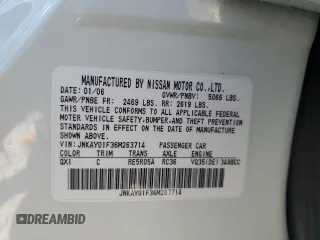 MANUFACTURED BY NISSAN MOTOR CO.,LTD.
DATE: 01/06 GVWR/PNBV: 5066 LBS.
GAWR/PNBE FR: 2469 LBS. RR: 2619 LBS.
THIS VEHICLE CONFORMS TO ALL APPLICABLE
FEDERAL MOTOR VEHICLE SAFETY, BUMPER,
AND THEFT PREVENTION STANDARDS IN EFFECT
ON THE DATE OF MANUFACTURE SHOWN ABOVE.
VIN: JNKAY01F36M263714 PASSENGER CAR
COLOR TRIM TRANS AXLE ENGINE
QX1 C RE5R05A RC36 VQ35(DE) 3498CC
JNKAY01F36M263714